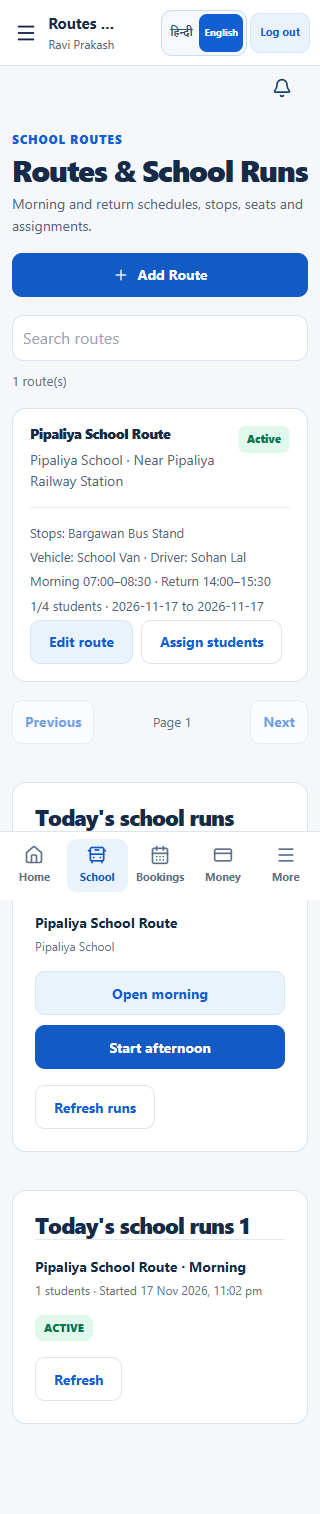 Routes ...
Ravi Prakash
हिन्दी
English
Log out
SCHOOL ROUTES
Routes & School Runs
Morning and return schedules, stops, seats and
assignments.
+ Add Route
Search routes
1 route(s)
Pipaliya School Route
Active
Pipaliya School · Near Pipaliya
Railway Station
Stops: Bargawan Bus Stand
Vehicle: School Van · Driver: Sohan Lal
Morning 07:00–08:30 · Return 14:00–15:30
1/4 students · 2026-11-17 to 2026-11-17
Edit route
Assign students
Previous
Page 1
Next
Today's school runs
Home
School
Bookings
Money
More
Pipaliya School Route
Pipaliya School
Open morning
Start afternoon
Refresh runs
Today's school runs 1
Pipaliya School Route · Morning
1 students · Started 17 Nov 2026, 11:02 pm
ACTIVE
Refresh